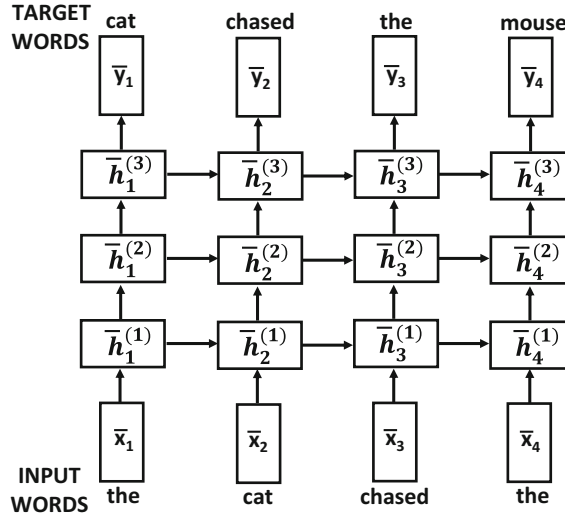 TARGET WORDS
cat chased the mouse
y̅₁ y̅₂ y̅₃ y̅₄
h̅₁⁽³⁾ h̅₂⁽³⁾ h̅₃⁽³⁾ h̅₄⁽³⁾
h̅₁⁽²⁾ h̅₂⁽²⁾ h̅₃⁽²⁾ h̅₄⁽²⁾
h̅₁⁽¹⁾ h̅₂⁽¹⁾ h̅₃⁽¹⁾ h̅₄⁽¹⁾
x̅₁ x̅₂ x̅₃ x̅₄
INPUT WORDS
the cat chased the